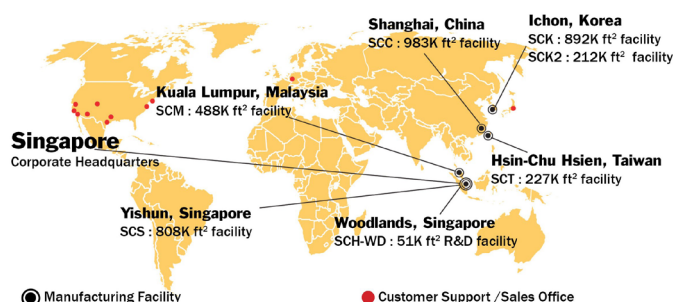 Shanghai, China
SCC : 983K ft² facility
Ichon, Korea
SCK : 892K ft² facility
SCK2 : 212K ft² facility
Kuala Lumpur, Malaysia
SCM : 488K ft² facility
Singapore
Corporate Headquarters
Hsin-Chu Hsien, Taiwan
SCT : 227K ft² facility
Yishun, Singapore
SCS : 808K ft² facility
Woodlands, Singapore
SCH-WD : 51K ft² R&D facility
Manufacturing Facility
Customer Support /Sales Office